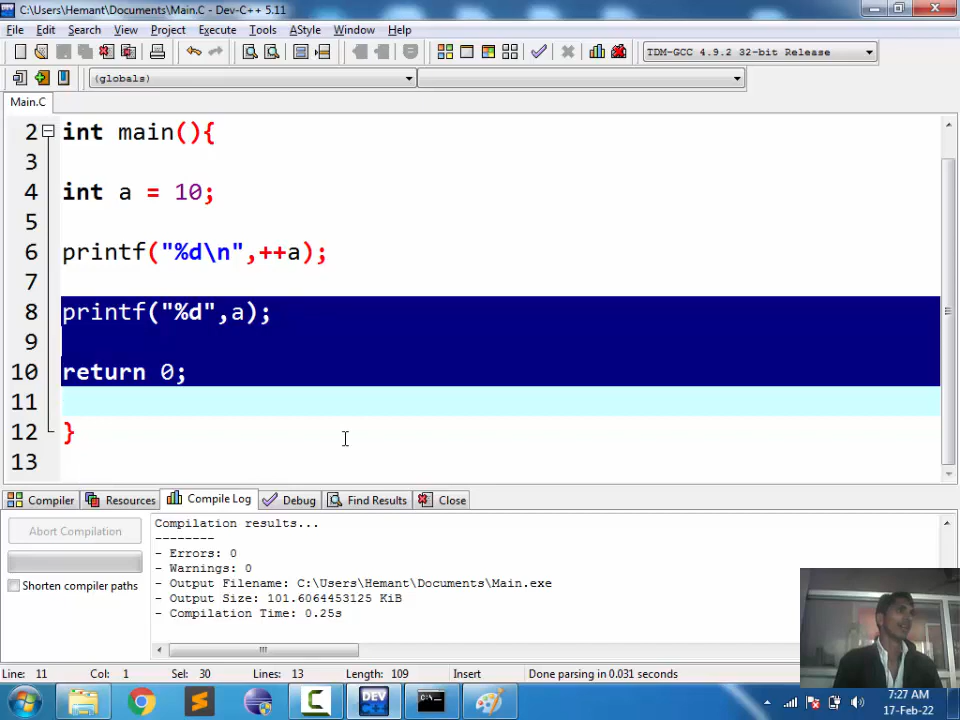 C:\Users\Hemant\Documents\Main.C - Dev-C++ 5.11
File Edit Search View Project Execute Tools AStyle Window Help
TDM-GCC 4.9.2 32-bit Release
(globals)
Main.C
2 int main(){
3
4 int a = 10;
5
6 printf("%d\n",++a);
7
8 printf("%d",a);
9
10 return 0;
11
12 }
13
Compiler Resources Compile Log Debug Find Results Close
Abort Compilation
Shorten compiler paths
Compilation results...
--------
- Errors: 0
- Warnings: 0
- Output Filename: C:\Users\Hemant\Documents\Main.exe
- Output Size: 101.6064453125 KiB
- Compilation Time: 0.25s
Line: 11 Col: 1 Sel: 30 Lines: 13 Length: 109 Insert Done parsing in 0.031 seconds
DEV C++
C:\
7:27 AM
17-Feb-22